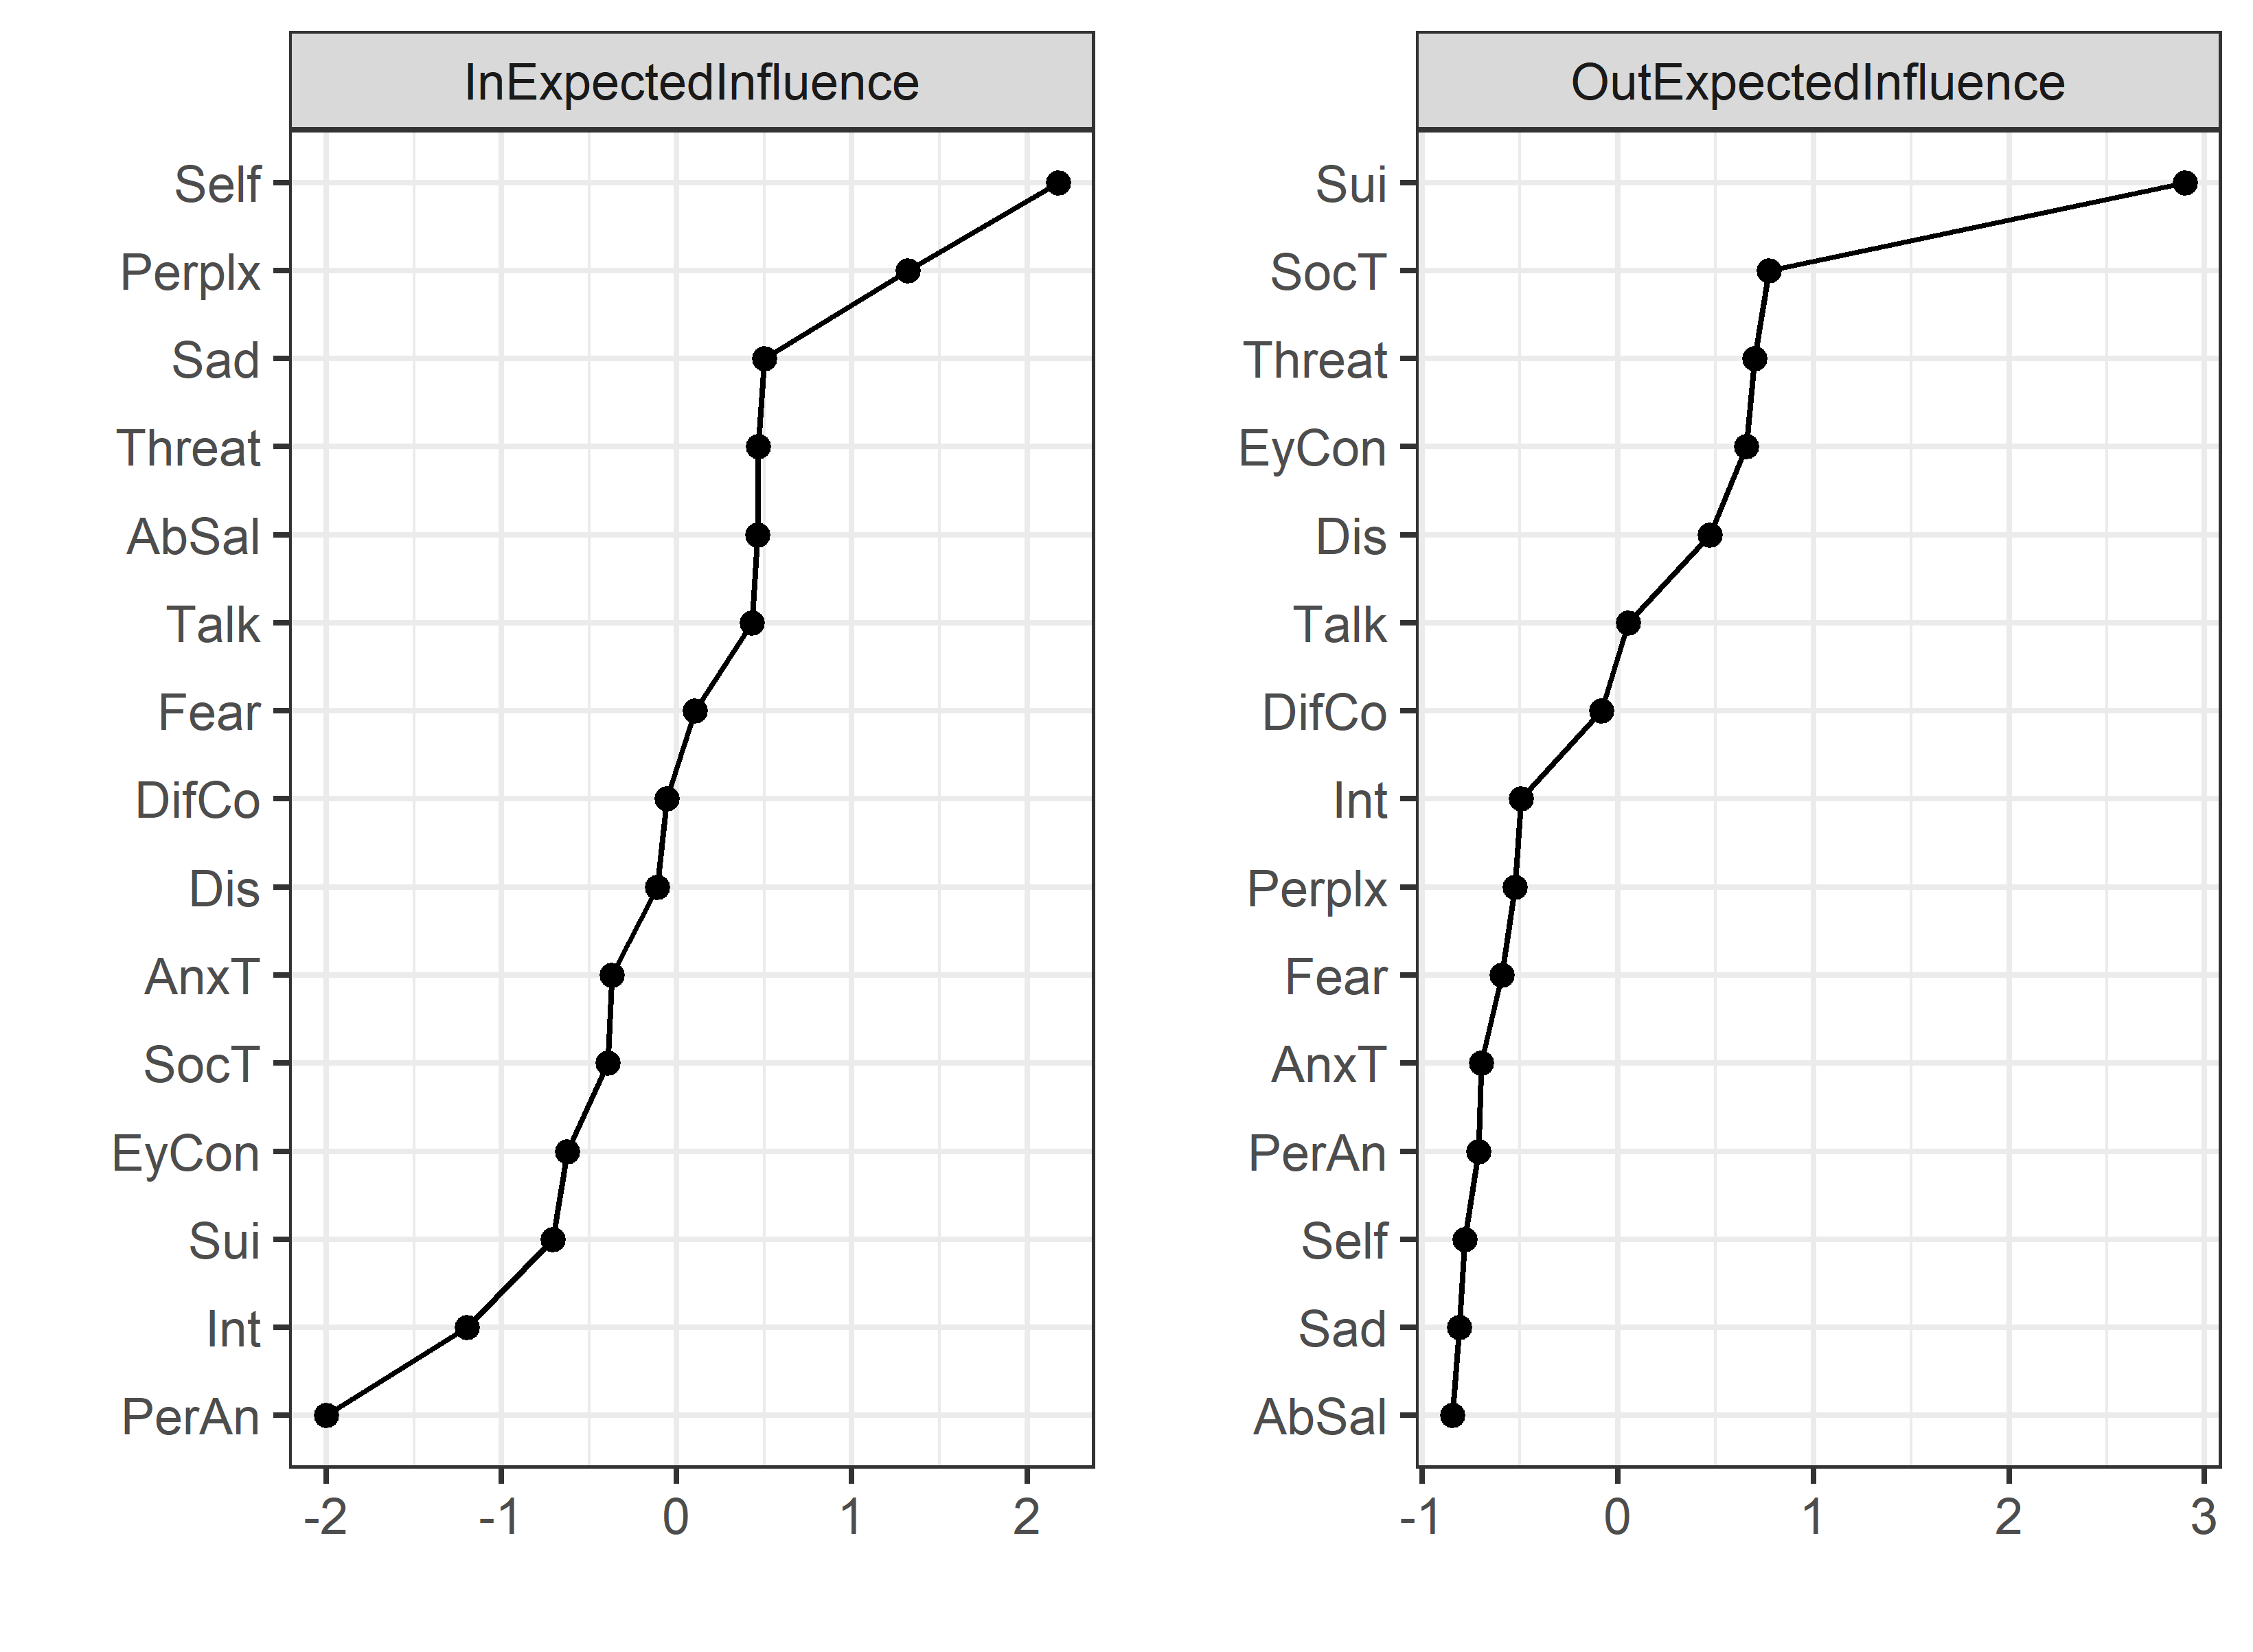 InExpectedInfluence
Self
Perplx
Sad
Threat
AbSal
Talk
Fear
DifCo
Dis
AnxT
SocT
EyCon
Sui
Int
PerAn
-2 -1 0 1 2
OutExpectedInfluence
Sui
SocT
Threat
EyCon
Dis
Talk
DifCo
Int
Perplx
Fear
AnxT
PerAn
Self
Sad
AbSal
-1 0 1 2 3